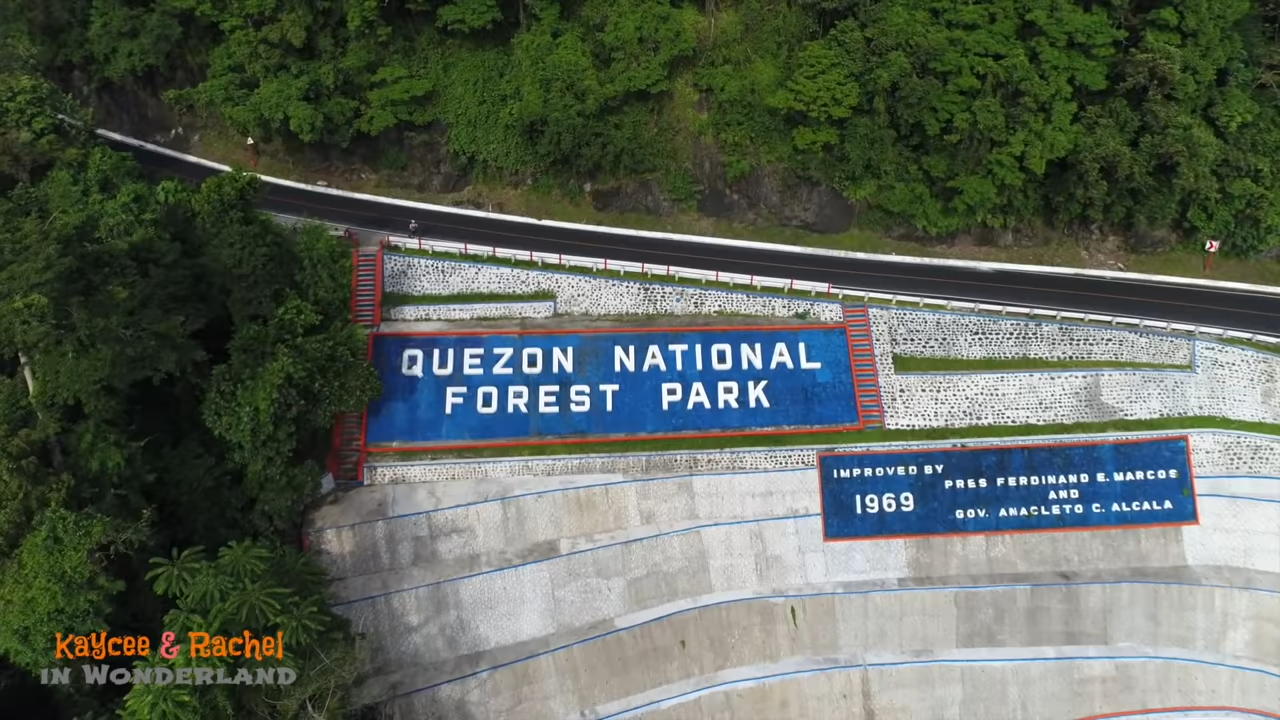 QUEZON NATIONAL
FOREST PARK
IMPROVED BY
1969
PRES FERDINAND E. MARCOS
AND
GOV. ANACLETO C. ALCALA
Kaycee & Rachel
in Wonderland